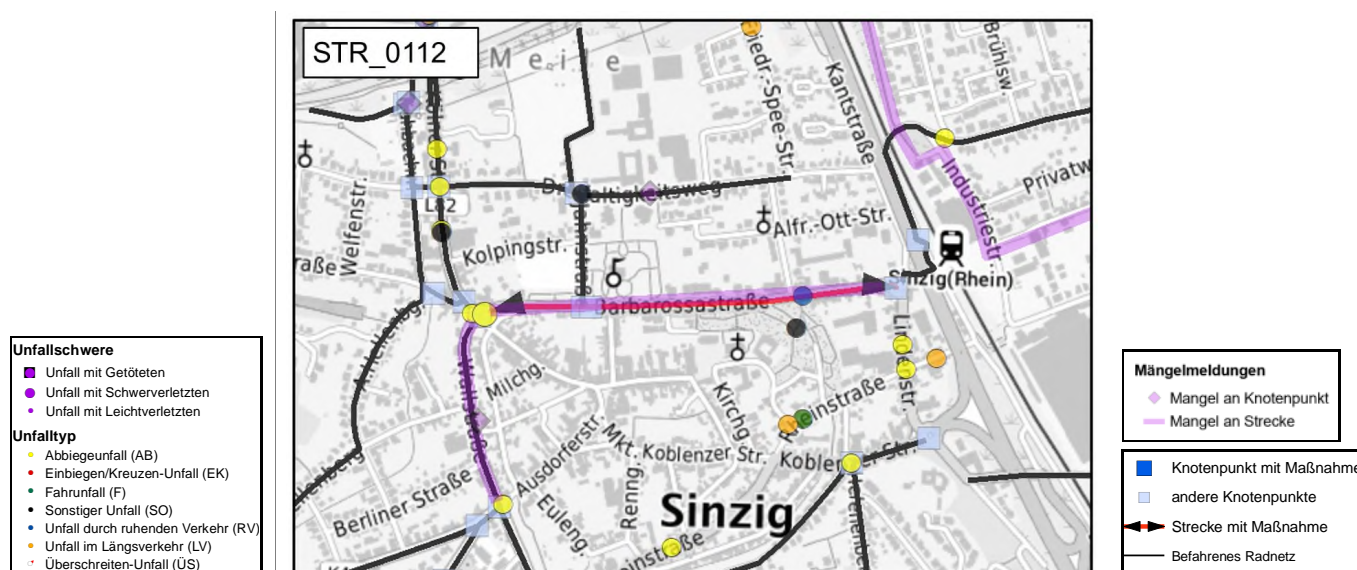 STR_0112
M e i l e
Friedr.-Spee-Str.
Kantstraße
Brühlsw.
Privatw
Industriestr.
Welfenstr.
L82
Kolpingstr.
Alfr.-Ott-Str.
raße
Sinzig(Rhein)
Barbarossastraße
Lindenstr.
Milchg.
Kirchg.
Rheinstraße
Ausdorferstr.
Mkt.
Koblenzer Str.
Koblenzer Str.
Berliner Straße
Euleng.
Renng.
Sinzig
einstraße
Unfallschwere
Unfall mit Getöteten
Unfall mit Schwerverletzten
Unfall mit Leichtverletzten
Unfalltyp
Abbiegeunfall (AB)
Einbiegen/Kreuzen-Unfall (EK)
Fahrunfall (F)
Sonstiger Unfall (SO)
Unfall durch ruhenden Verkehr (RV)
Unfall im Längsverkehr (LV)
Überschreiten-Unfall (ÜS)
Mängelmeldungen
Mangel an Knotenpunkt
Mangel an Strecke
Knotenpunkt mit Maßnahme
andere Knotenpunkte
Strecke mit Maßnahme
Befahrenes Radnetz